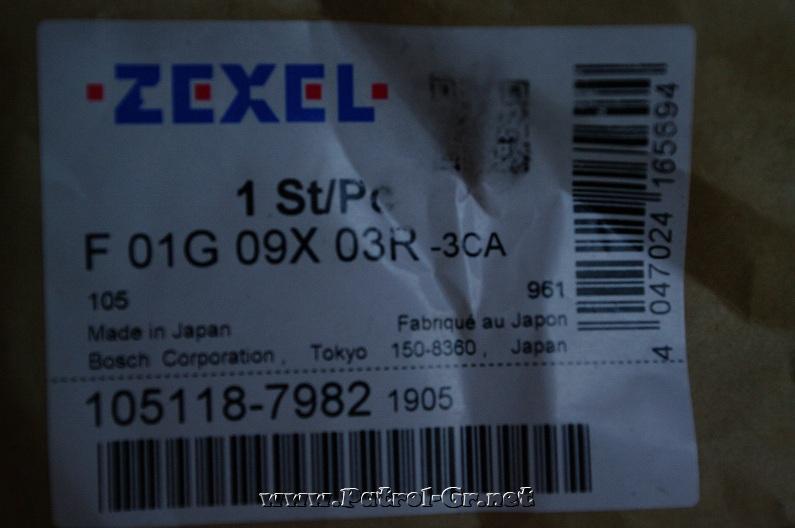 ZEXEL
1 St/Pc
F 01G 09X 03R -3CA
105
961
Made in Japan
Fabriqué au Japon
Bosch Corporation, Tokyo 150-8360, Japan
105118-7982 1905
4 047024 165694
www.Patrol-Gr.net